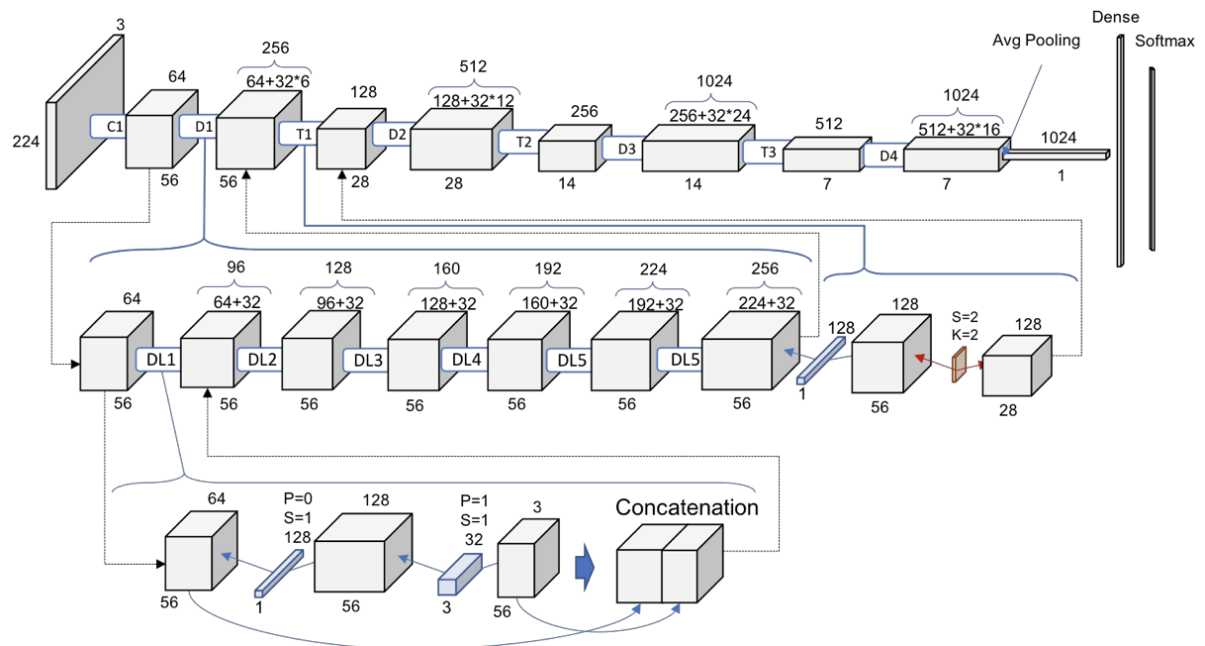 Dense
Avg Pooling
Softmax
3
64
256
64+32*6
128
512
128+32*12
256
1024
256+32*24
512
1024
512+32*16
1024
224
C1
D1
T1
D2
T2
D3
T3
D4
56
56
28
28
14
14
7
7
1
64
96
64+32
128
96+32
160
128+32
192
160+32
224
192+32
256
224+32
128
128
S=2
K=2
128
DL1
DL2
DL3
DL4
DL5
DL5
56
56
56
56
56
56
56
1
56
28
64
P=0
S=1
128
128
P=1
S=1
32
3
Concatenation
56
1
56
3
56